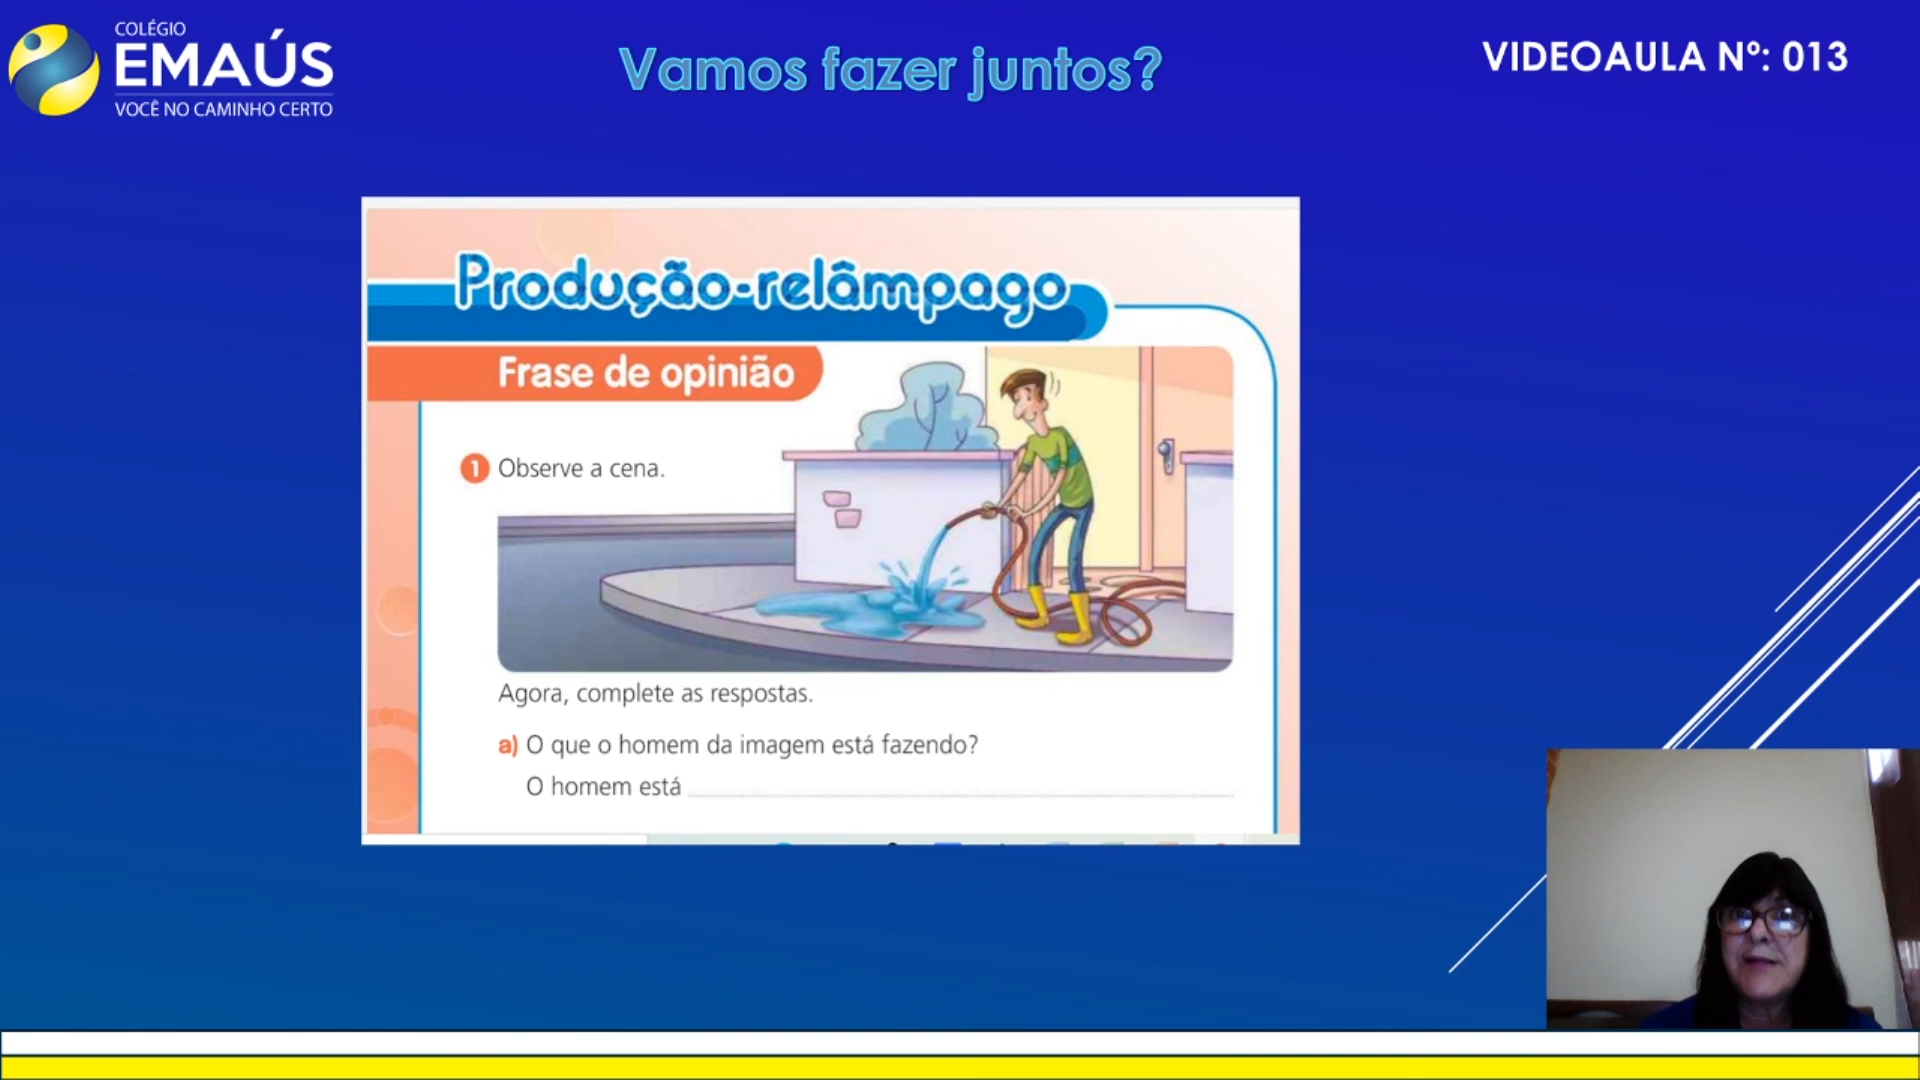 COLÉGIO
EMAÚS
VOCÊ NO CAMINHO CERTO
Vamos fazer juntos?
VIDEOAULA Nº: 013
Produção-relâmpago
Frase de opinião
1 Observe a cena.
Agora, complete as respostas.
a) O que o homem da imagem está fazendo?
O homem está